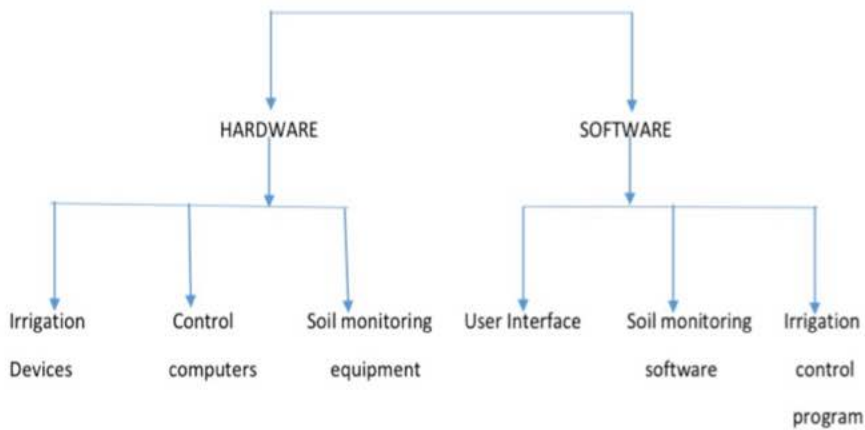 HARDWARE
SOFTWARE
Irrigation
Devices
Control
computers
Soil monitoring
equipment
User Interface
Soil monitoring
software
Irrigation
control
program